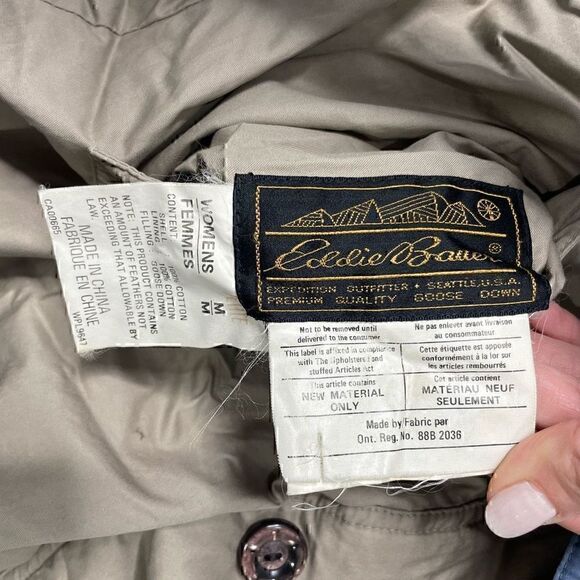 Eddie Bauer
EXPEDITION OUTFITTER • SEATTLE, U.S.A.
PREMIUM QUALITY GOOSE DOWN
WOMENS M
FEMMES M
CONTENT:
SHELL 100% COTTON
100% COTTON
FILLING: GOOSE DOWN
NOTE: THIS PRODUCT CONTAINS
AN AMOUNT OF FEATHERS NOT
EXCEEDING THAT ALLOWABLE BY
LAW.
MADE IN CHINA
FABRIQUE EN CHINE
Not to be removed until
delivered to the consumer
This label is affixed in compliance
with The Upholstered and
stuffed Articles Act
This article contains
NEW MATERIAL
ONLY
Ne pas enlever avant livraison
au consommateur
Cette étiquette est apposée
conformément à la loi sur
les articles rembourrés
Cet article contient
MATÉRIAU NEUF
SEULEMENT
Made by/Fabric par
Ont. Reg. No. 88B 2036